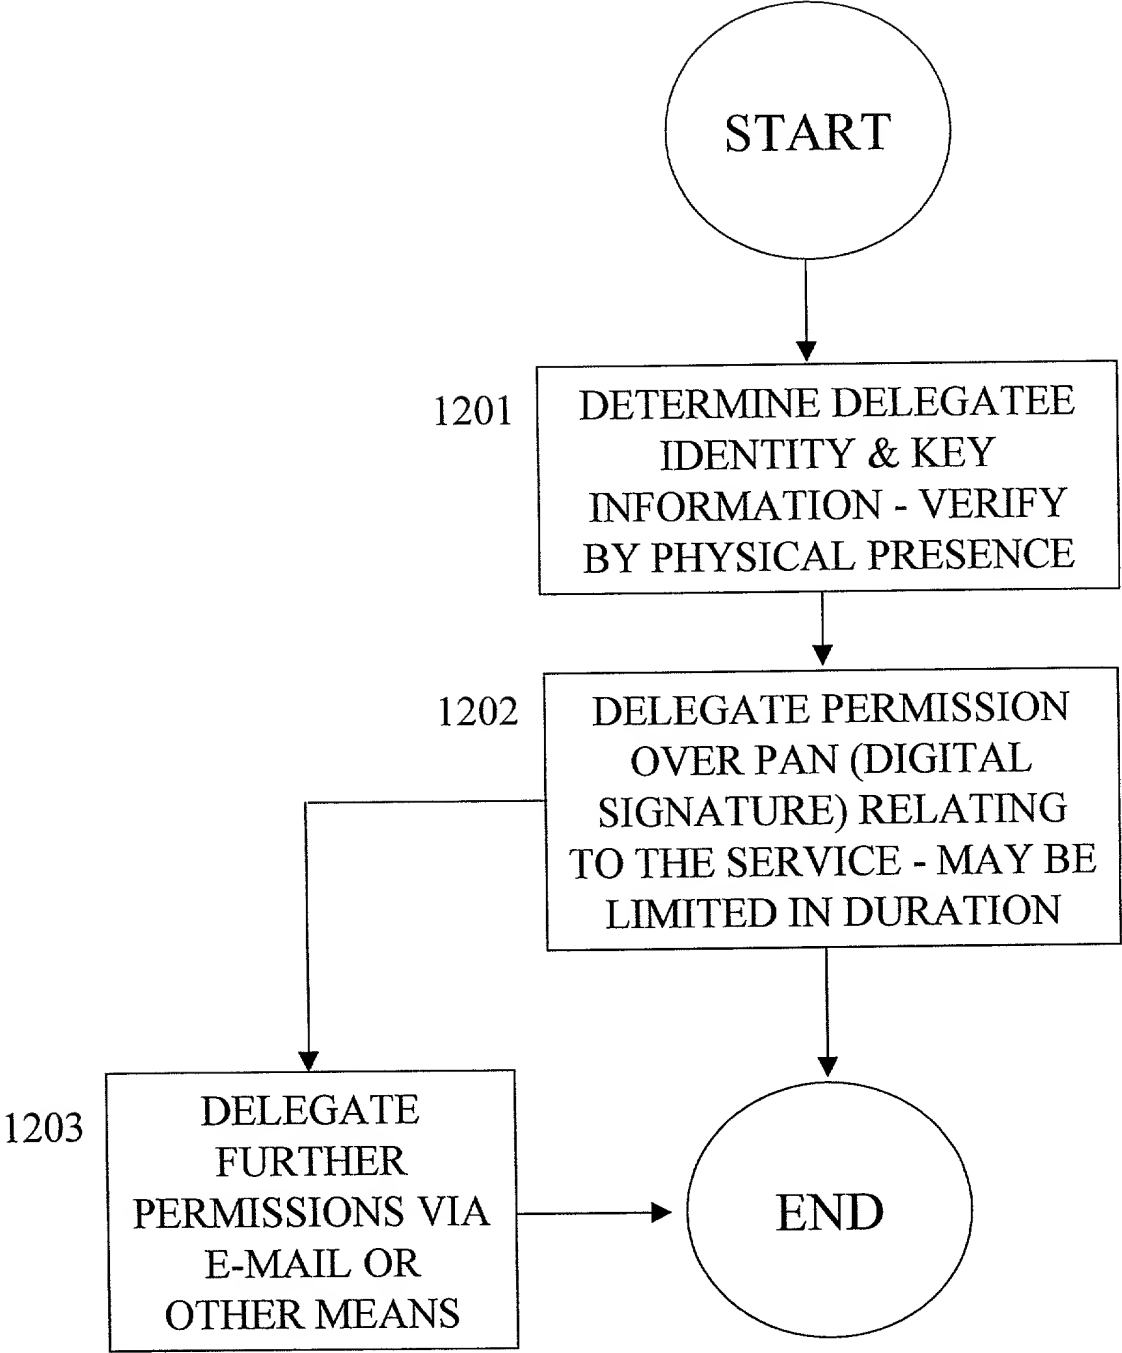 START
1201
DETERMINE DELEGATEE
IDENTITY & KEY
INFORMATION - VERIFY
BY PHYSICAL PRESENCE
1202
DELEGATE PERMISSION
OVER PAN (DIGITAL
SIGNATURE) RELATING
TO THE SERVICE - MAY BE
LIMITED IN DURATION
1203
DELEGATE
FURTHER
PERMISSIONS VIA
E-MAIL OR
OTHER MEANS
END